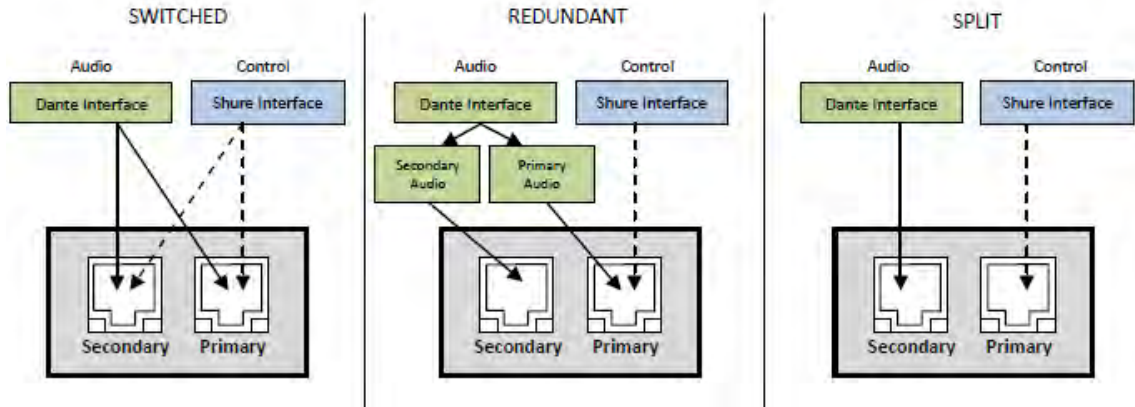 SWITCHED
Audio Control
Dante Interface Shure Interface
Secondary Primary
REDUNDANT
Audio Control
Dante Interface Shure Interface
Secondary
Audio
Primary
Audio
Secondary Primary
SPLIT
Audio Control
Dante Interface Shure Interface
Secondary Primary